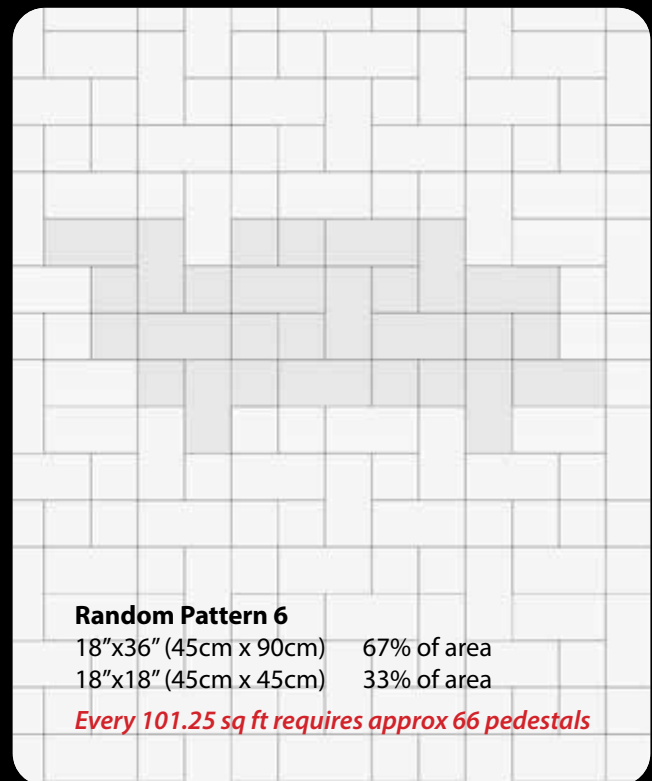 Random Pattern 6
18”x36” (45cm x 90cm) 67% of area
18”x18” (45cm x 45cm) 33% of area
Every 101.25 sq ft requires approx 66 pedestals